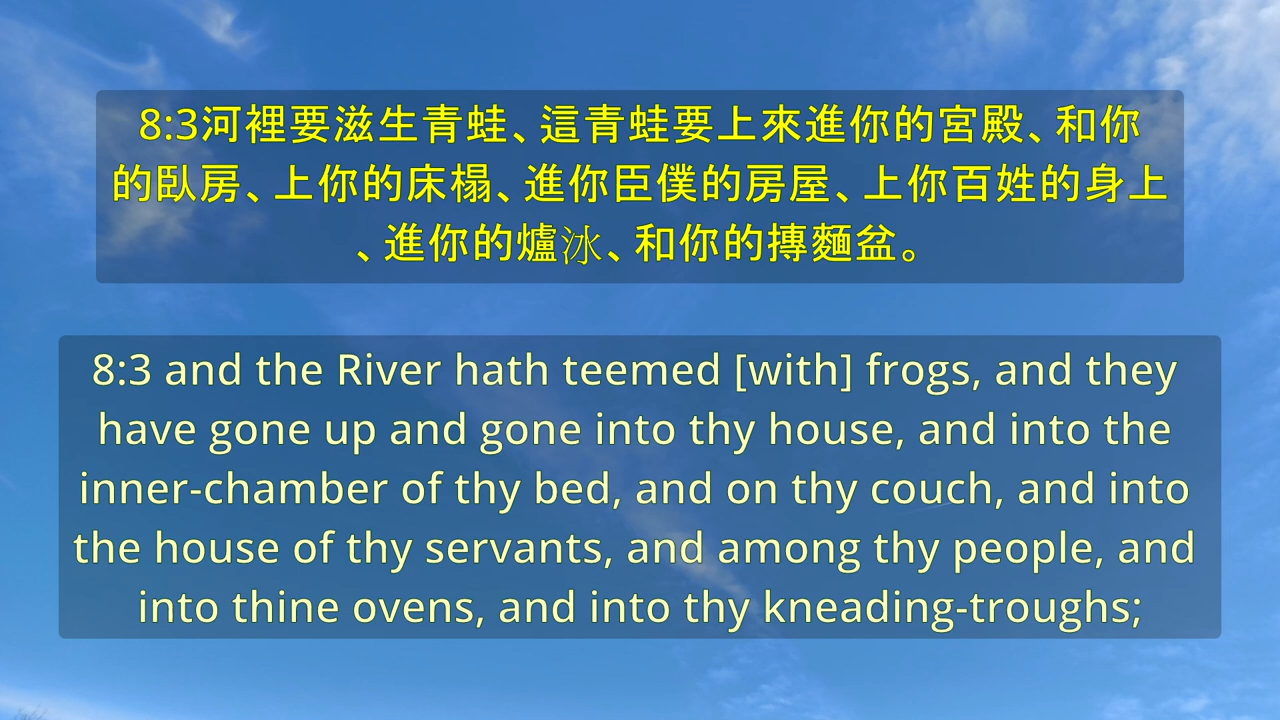 8:3河裡要滋生青蛙、這青蛙要上來進你的宮殿、和你
的臥房、上你的床榻、進你臣僕的房屋、上你百姓的身上
、進你的爐㳈、和你的摶麵盆。
8:3 and the River hath teemed [with] frogs, and they
have gone up and gone into thy house, and into the
inner-chamber of thy bed, and on thy couch, and into
the house of thy servants, and among thy people, and
into thine ovens, and into thy kneading-troughs;